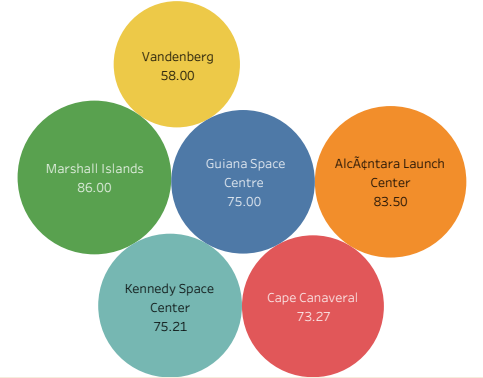 Vandenberg
58.00
Marshall Islands
86.00
Guiana Space
Centre
75.00
AlcÃ¢ntara Launch
Center
83.50
Kennedy Space
Center
75.21
Cape Canaveral
73.27